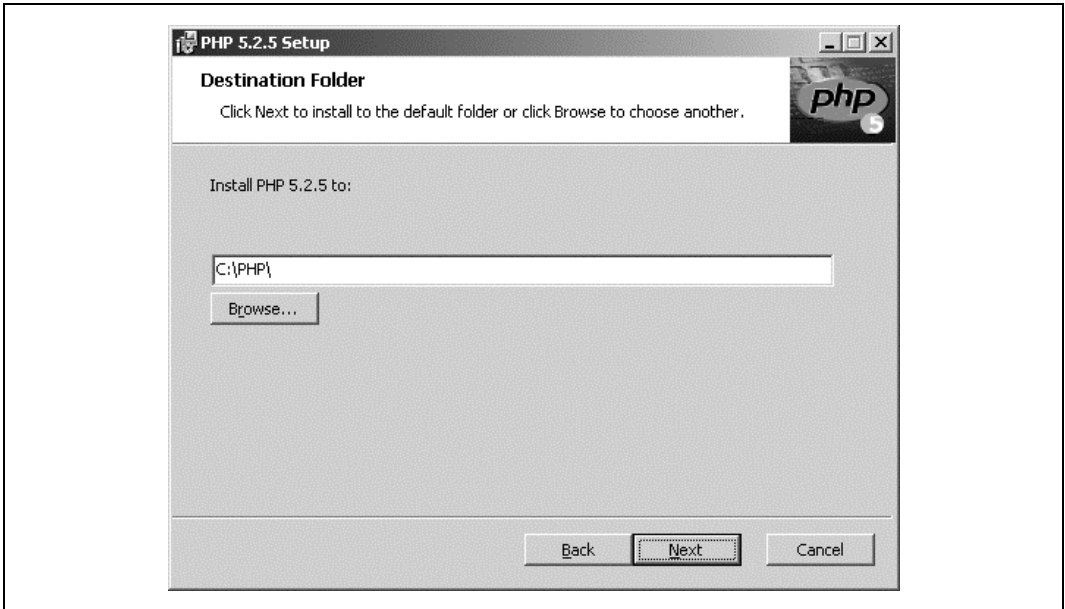 PHP 5.2.5 Setup
Destination Folder
Click Next to install to the default folder or click Browse to choose another.
php
5
Install PHP 5.2.5 to:
C:\PHP\
Browse...
Back
Next
Cancel